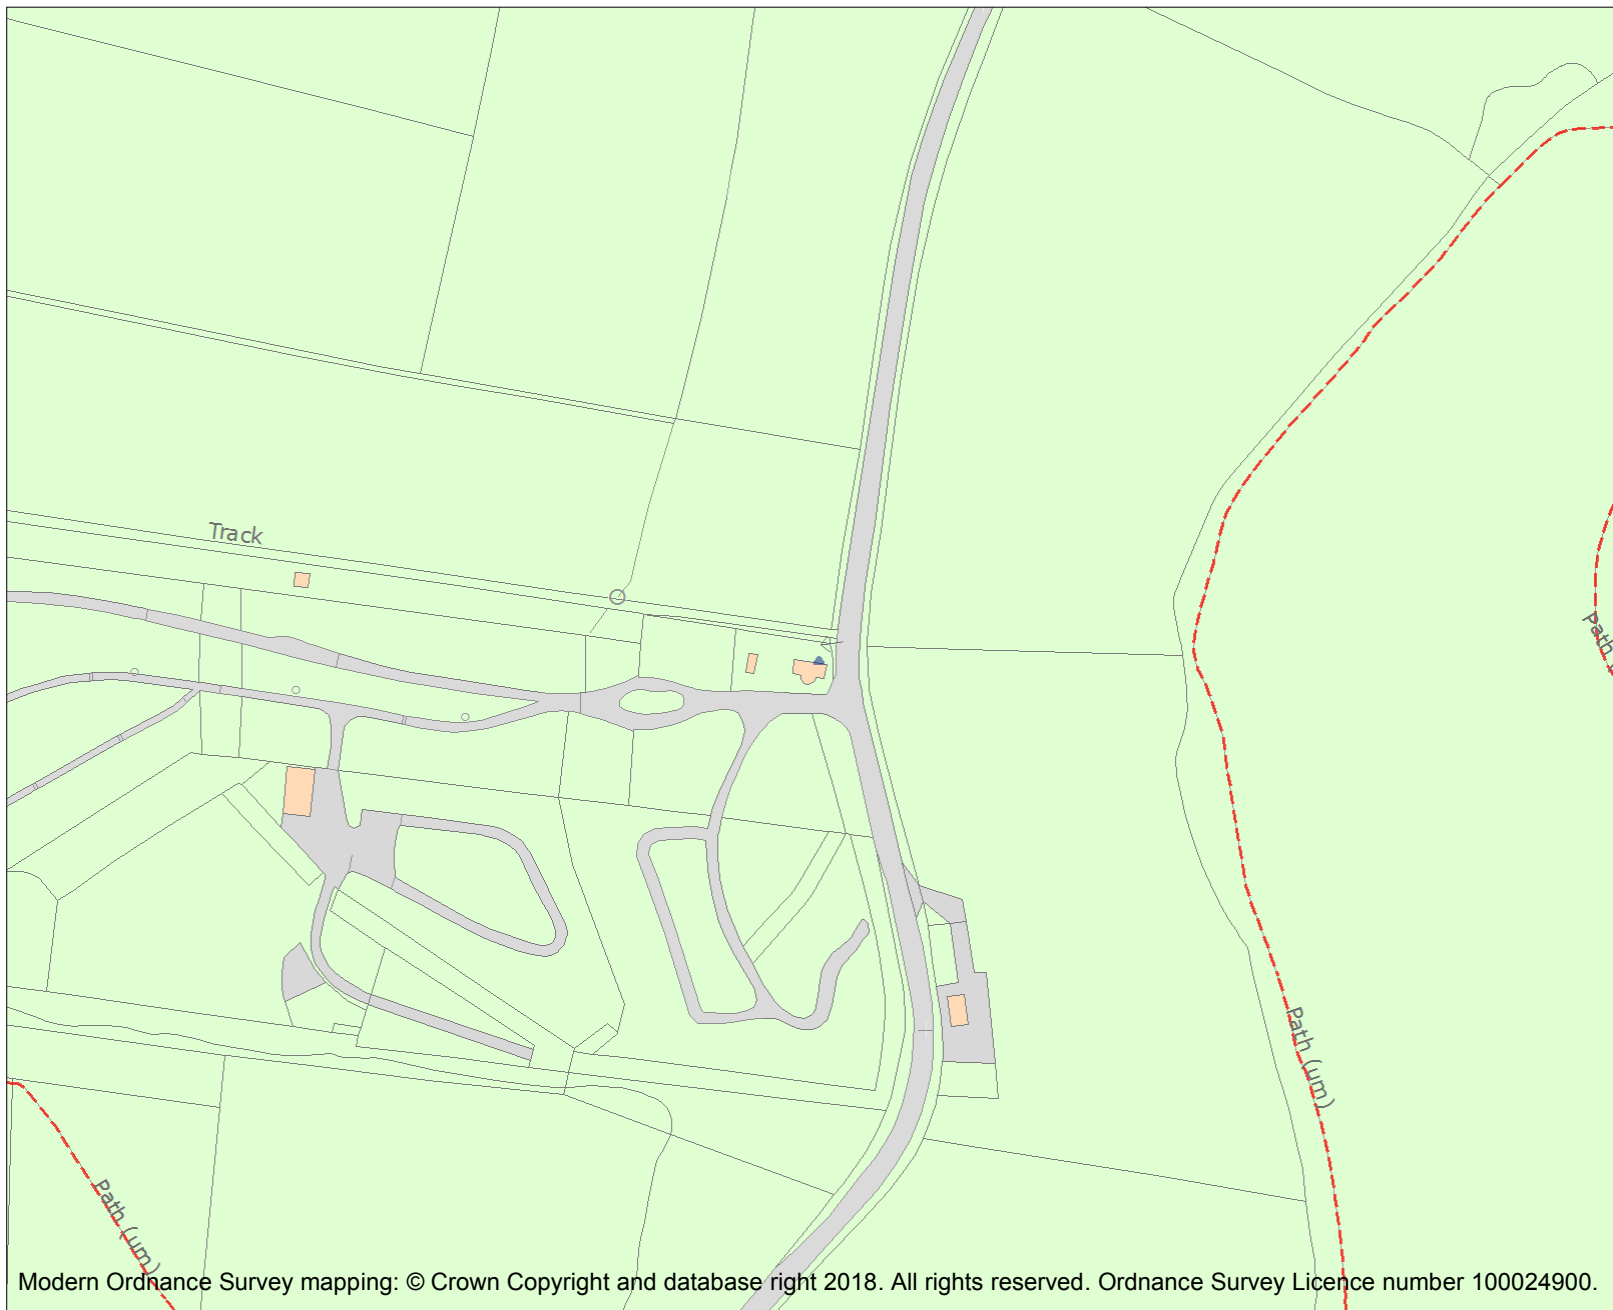 Track
Path
Path (um)
Path (um)
Modern Ordnance Survey mapping: © Crown Copyright and database right 2018. All rights reserved. Ordnance Survey Licence number 100024900.